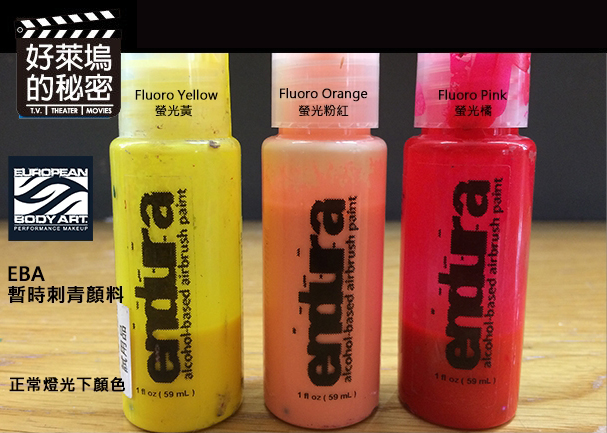 好萊塢
的秘密
T.V. | THEATER | MOVIES
Fluoro Yellow
螢光黃
Fluoro Orange
螢光粉紅
Fluoro Pink
螢光橘
EUROPEAN
BODY ART.
PERFORMANCE MAKEUP
EBA
暫時刺青顏料
正常燈光下顏色
endura
alcohol-based airbrush paint
1 fl oz ( 59 mL )
endura
alcohol-based airbrush paint
1 fl oz ( 59 mL )
endura
alcohol-based airbrush paint
1 fl oz ( 59 mL )